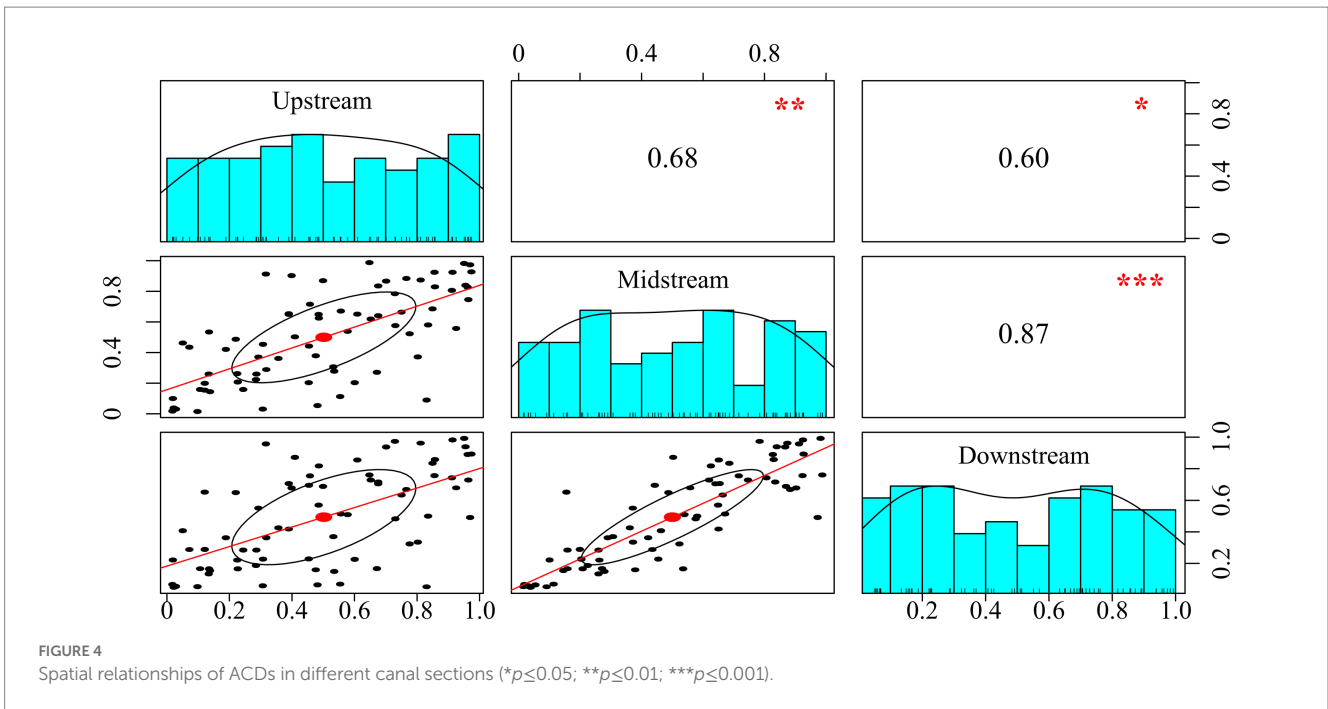 0 0.4 0.8
Upstream
**
0.68
*
0.60
0 0.4 0.8
0 0.4 0.8
Midstream
***
0.87
Downstream
0.2 0.6 1.0
0 0.2 0.4 0.6 0.8 1.0
0.2 0.4 0.6 0.8 1.0
FIGURE 4
Spatial relationships of ACDs in different canal sections (*p≤0.05; **p≤0.01; ***p≤0.001).